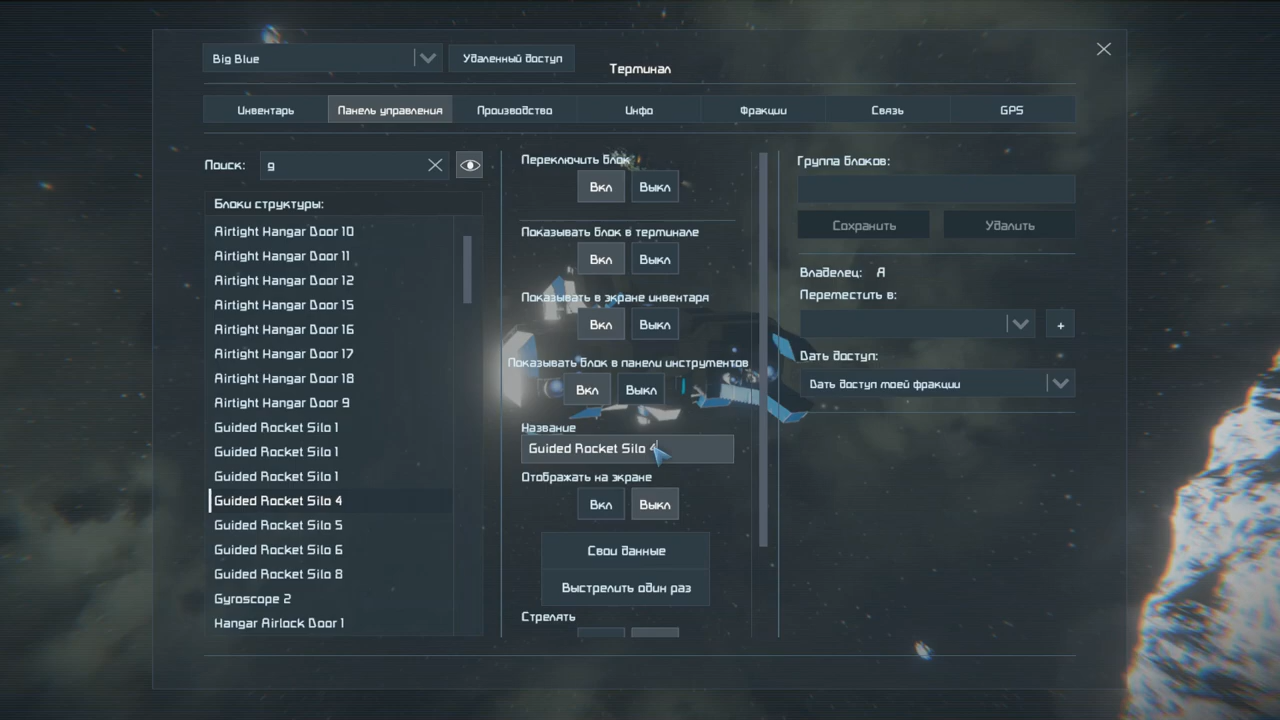 Big Blue
Удаленный доступ
Терминал
Инвентарь
Панель управления
Производство
Инфо
Фракции
Связь
GPS
Поиск: g
Блоки структуры:
Airtight Hangar Door 10
Airtight Hangar Door 11
Airtight Hangar Door 12
Airtight Hangar Door 15
Airtight Hangar Door 16
Airtight Hangar Door 17
Airtight Hangar Door 18
Airtight Hangar Door 9
Guided Rocket Silo 1
Guided Rocket Silo 1
Guided Rocket Silo 1
Guided Rocket Silo 4
Guided Rocket Silo 5
Guided Rocket Silo 6
Guided Rocket Silo 8
Gyroscope 2
Hangar Airlock Door 1
Переключить блок
Вкл Выкл
Показывать блок в терминале
Вкл Выкл
Показывать в экране инвентаря
Вкл Выкл
Показывать блок в панели инструментов
Вкл Выкл
Название
Guided Rocket Silo 4
Отображать на экране
Вкл Выкл
Свои данные
Выстрелить один раз
Стрелять
Группа блоков:
Сохранить Удалить
Владелец: A
Переместить в:
+
Дать доступ:
Дать доступ моей фракции